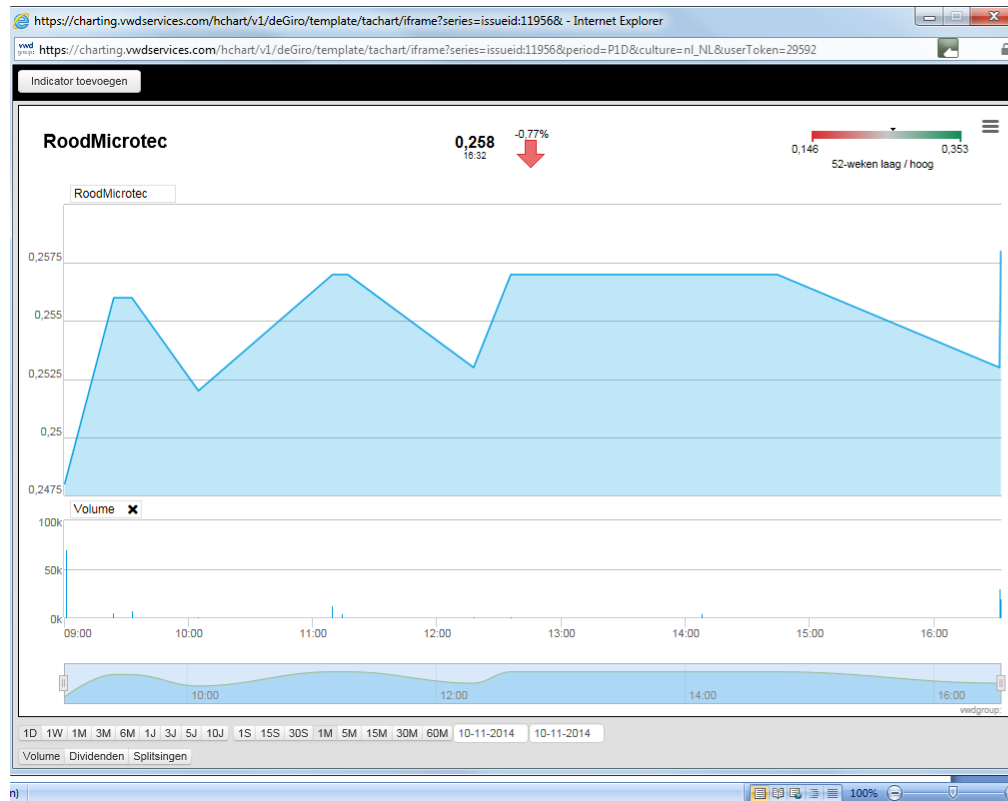 https://charting.vwdservices.com/hchart/v1/deGiro/template/tachart/iframe?series=issueid:11956& - Internet Explorer
vwd group: https://charting.vwdservices.com/hchart/v1/deGiro/template/tachart/iframe?series=issueid:11956&period=P1D&culture=nl_NL&userToken=29592
Indicator toevoegen
RoodMicrotec
0,258
16:32
-0,77%
0,146 0,353
52-weken laag / hoog
RoodMicrotec
0,2575
0,255
0,2525
0,25
0,2475
Volume
100k
50k
0k
09:00 10:00 11:00 12:00 13:00 14:00 15:00 16:00
10:00 12:00 14:00 16:00
vwdgroup:
1D 1W 1M 3M 6M 1J 3J 5J 10J 1S 15S 30S 1M 5M 15M 30M 60M 10-11-2014 10-11-2014
Volume Dividenden Splitsingen
n) 100%